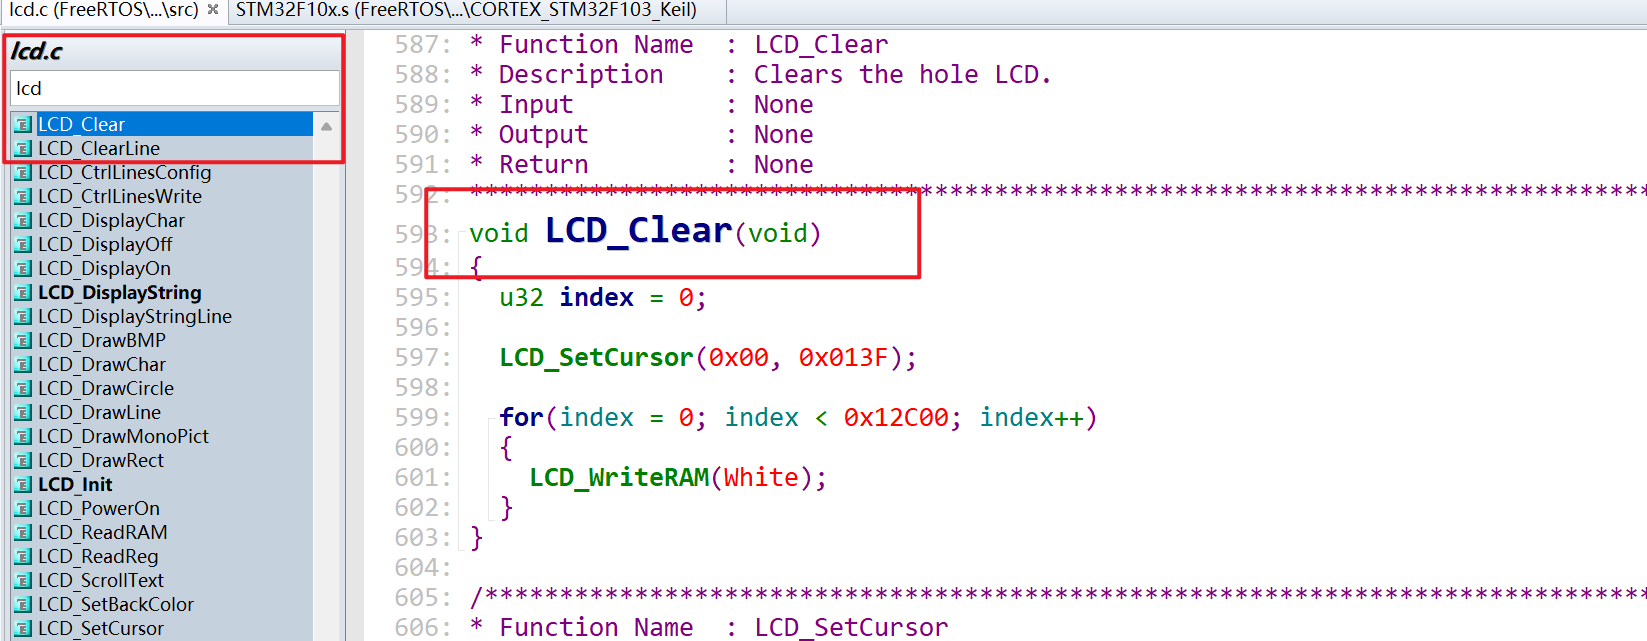 lcd.c (FreeRTOS\...\src) × STM32F10x.s (FreeRTOS\...\CORTEX_STM32F103_Keil)
lcd.c
lcd
LCD_Clear
LCD_ClearLine
LCD_CtrlLinesConfig
LCD_CtrlLinesWrite
LCD_DisplayChar
LCD_DisplayOff
LCD_DisplayOn
LCD_DisplayString
LCD_DisplayStringLine
LCD_DrawBMP
LCD_DrawChar
LCD_DrawCircle
LCD_DrawLine
LCD_DrawMonoPict
LCD_DrawRect
LCD_Init
LCD_PowerOn
LCD_ReadRAM
LCD_ReadReg
LCD_ScrollText
LCD_SetBackColor
LCD_SetCursor
587: * Function Name  : LCD_Clear
588: * Description    : Clears the hole LCD.
589: * Input          : None
590: * Output         : None
591: * Return         : None
592: *******************************************************************************
593: void LCD_Clear(void)
594: {
595:   u32 index = 0;
596:
597:   LCD_SetCursor(0x00, 0x013F);
598:
599:   for(index = 0; index < 0x12C00; index++)
600:   {
601:     LCD_WriteRAM(White);
602:   }
603: }
604:
605: /******************************************************************************
606: * Function Name  : LCD_SetCursor